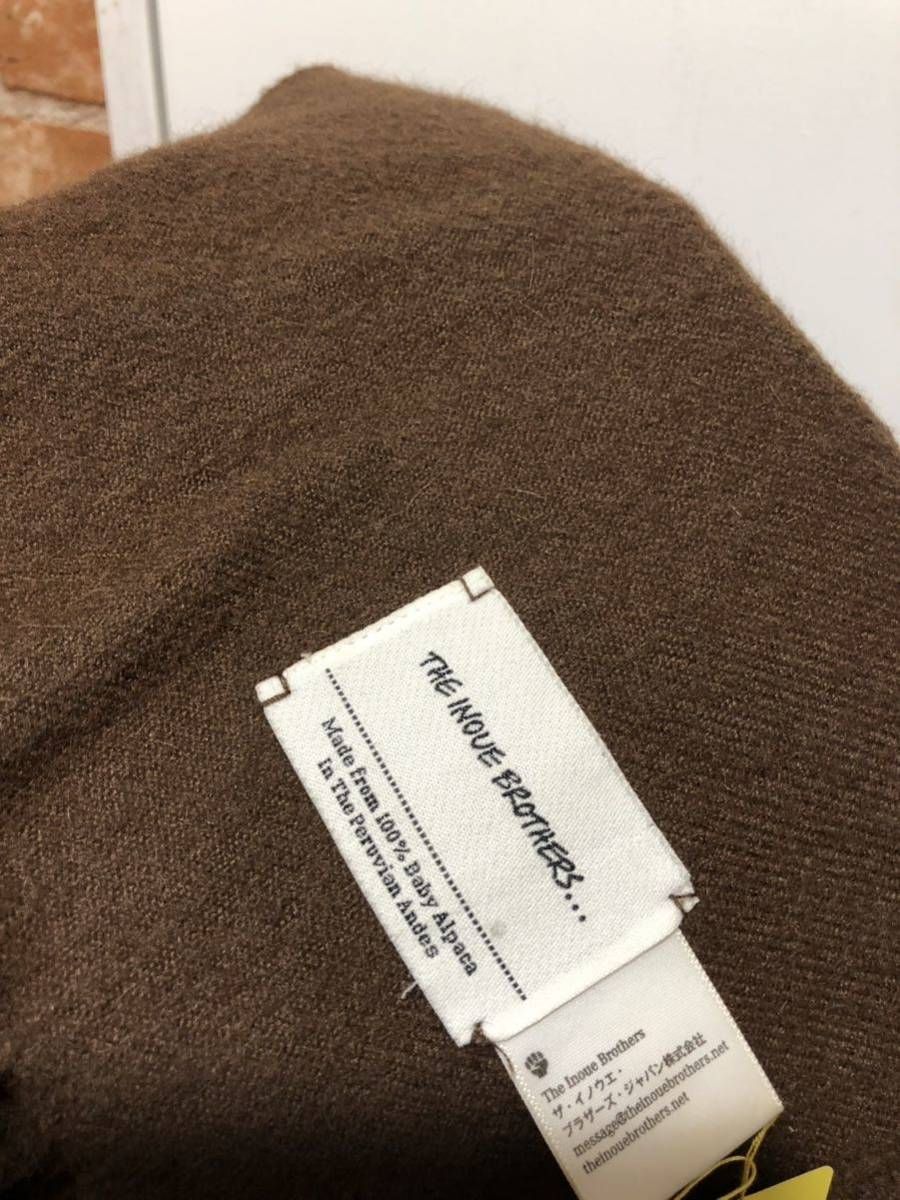 THE INOUE BROTHERS...
Made from 100% Baby Alpaca
in The Peruvian Andes
The Inoue Brothers
ザ・イノウエ・
ブラザーズ・ジャパン株式会社
message@theinouebrothers.net
theinouebrothers.net